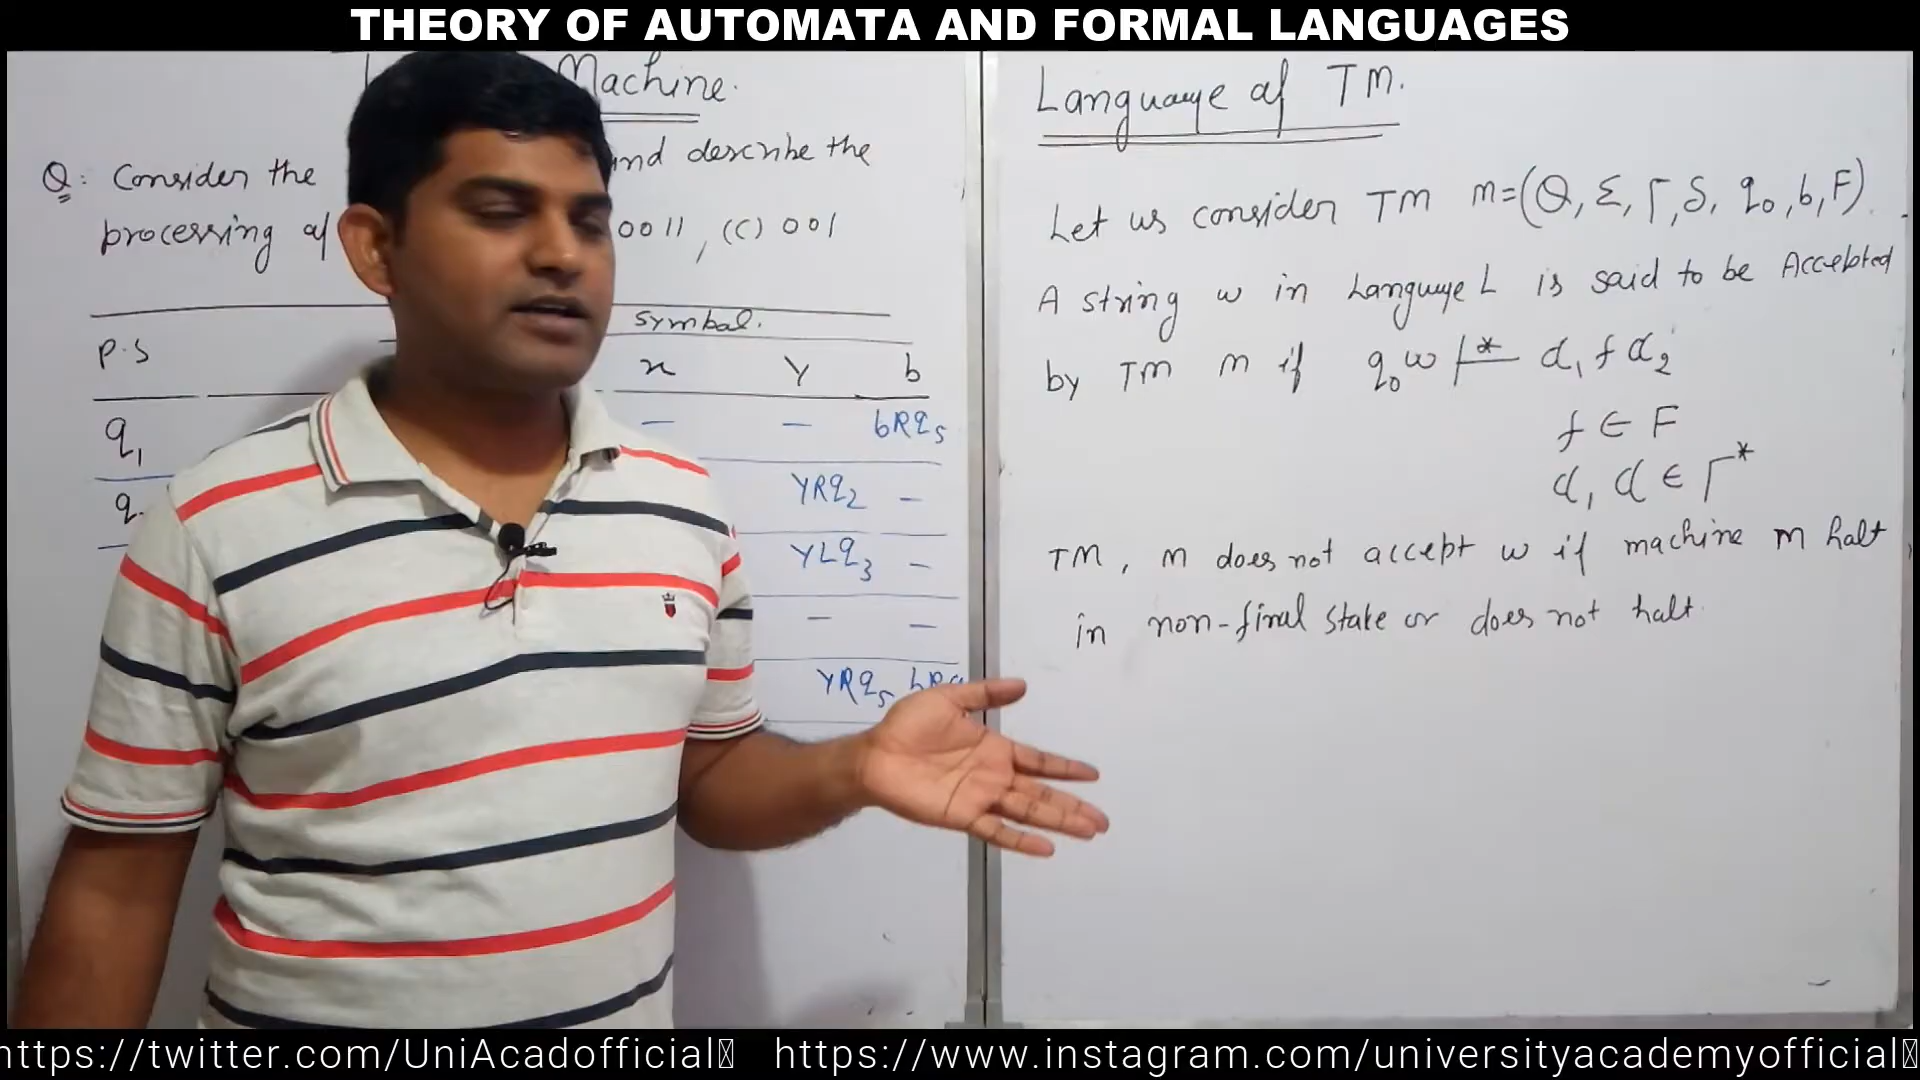 THEORY OF AUTOMATA AND FORMAL LANGUAGES
Machine.
Q: Consider the and describe the
processing of 0011, (C) 001
Symbol.
P.S x Y b
q1 — — bRq5
q YRq2 —
YLq3 —
— —
YRq5
Language of TM.
Let us consider TM m=(Q, Σ, Γ, δ, q0, b, F)
A string w in Language L is said to be Accepted
by TM m if q0w ⊢* α1 f α2
f ∈ F
α1 α ∈ Γ*
TM, m does not accept w if machine m halt
in non-final state or does not halt.
https://twitter.com/UniAcadofficial https://www.instagram.com/universityacademyofficial